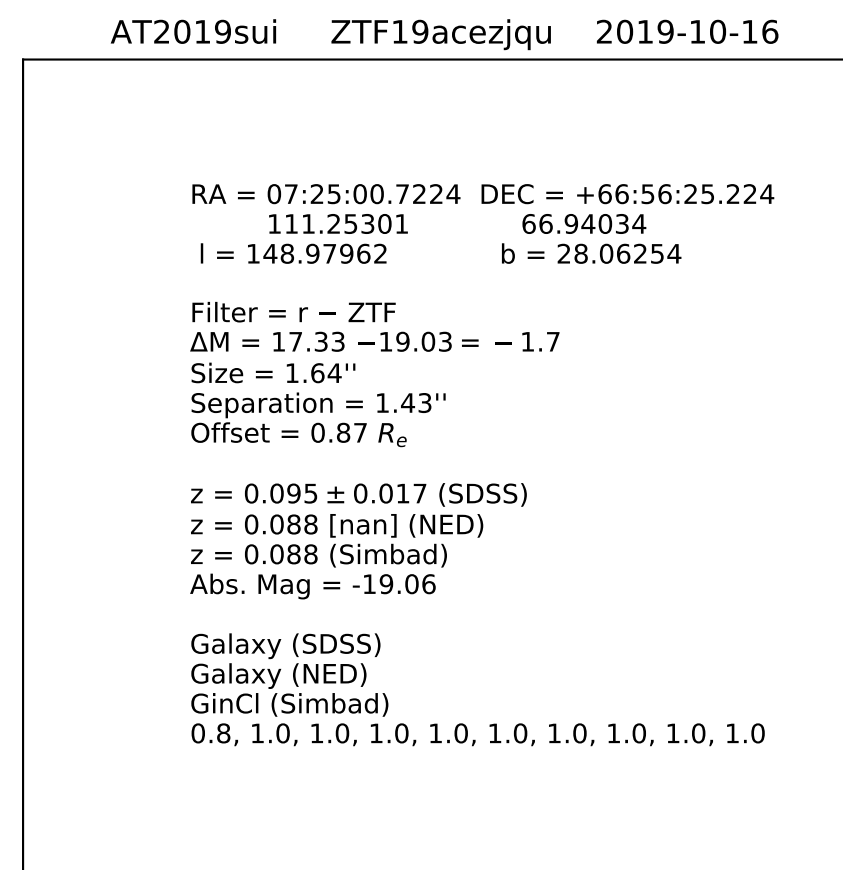 AT2019sui ZTF19acezjqu 2019-10-16
RA = 07:25:00.7224 DEC = +66:56:25.224
111.25301 66.94034
l = 148.97962 b = 28.06254
Filter = r − ZTF
ΔM = 17.33 −19.03 = −1.7
Size = 1.64''
Separation = 1.43''
Offset = 0.87 Rₑ
z = 0.095 ± 0.017 (SDSS)
z = 0.088 [nan] (NED)
z = 0.088 (Simbad)
Abs. Mag = -19.06
Galaxy (SDSS)
Galaxy (NED)
GinCl (Simbad)
0.8, 1.0, 1.0, 1.0, 1.0, 1.0, 1.0, 1.0, 1.0, 1.0